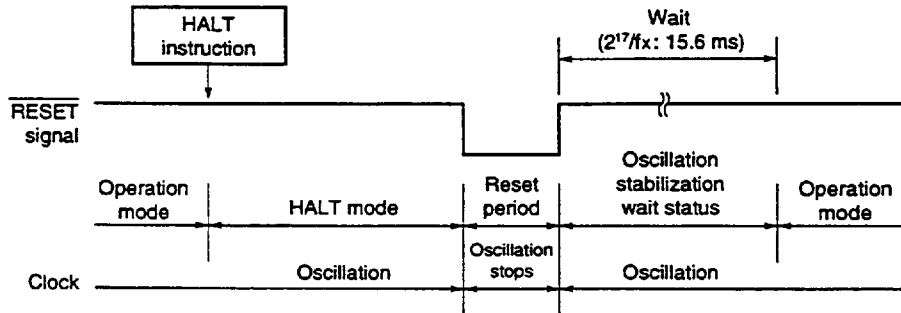 HALT
instruction
Wait
(2¹⁷/fx: 15.6 ms)
RESET
signal
Operation
mode
HALT mode
Reset
period
Oscillation
stabilization
wait status
Operation
mode
Clock
Oscillation
Oscillation
stops
Oscillation